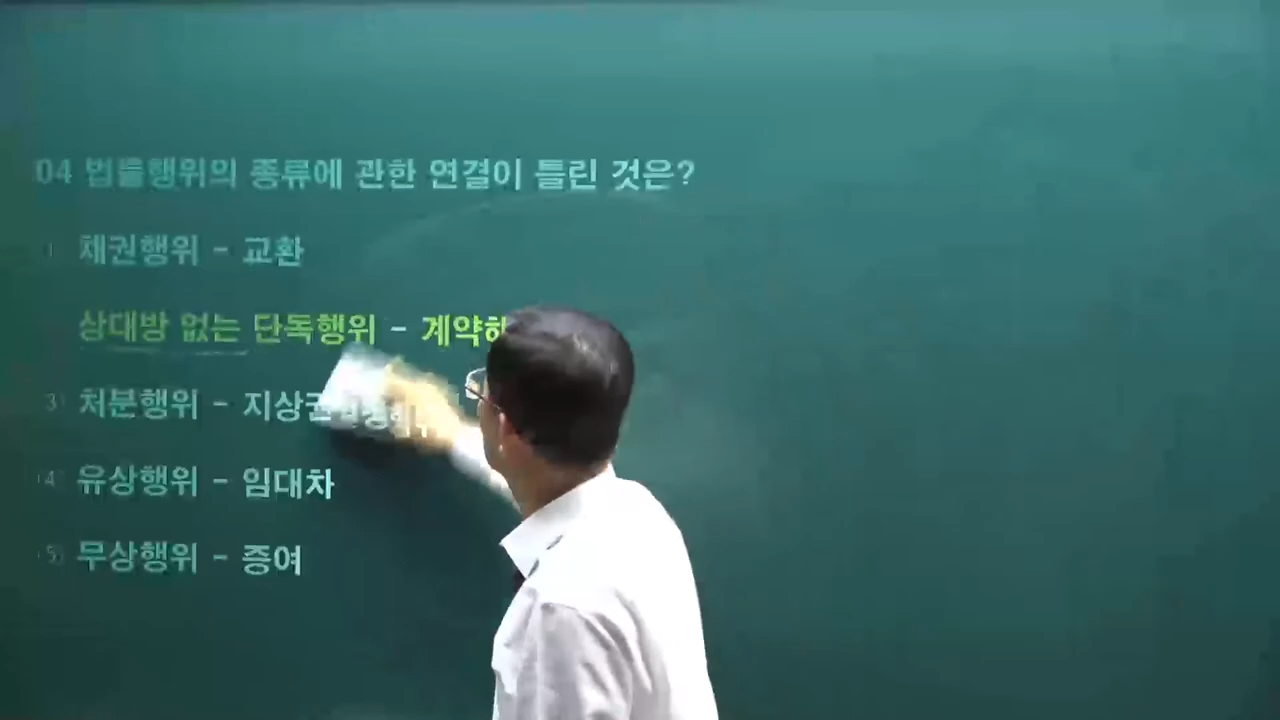 04 법률행위의 종류에 관한 연결이 틀린 것은?
1 채권행위 - 교환
상대방 없는 단독행위 - 계약해
3) 처분행위 - 지상권
4 유상행위 - 임대차
5) 무상행위 - 증여